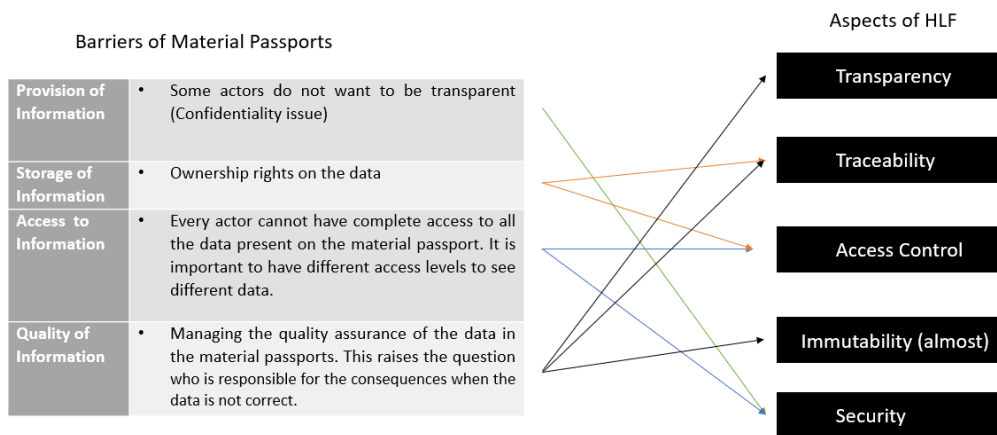 Barriers of Material Passports
Aspects of HLF
Provision of
Information
• Some actors do not want to be transparent
(Confidentiality issue)
Storage of
Information
• Ownership rights on the data
Access to
Information
• Every actor cannot have complete access to all
the data present on the material passport. It is
important to have different access levels to see
different data.
Quality of
Information
• Managing the quality assurance of the data in
the material passports. This raises the question
who is responsible for the consequences when the
data is not correct.
Transparency
Traceability
Access Control
Immutability (almost)
Security